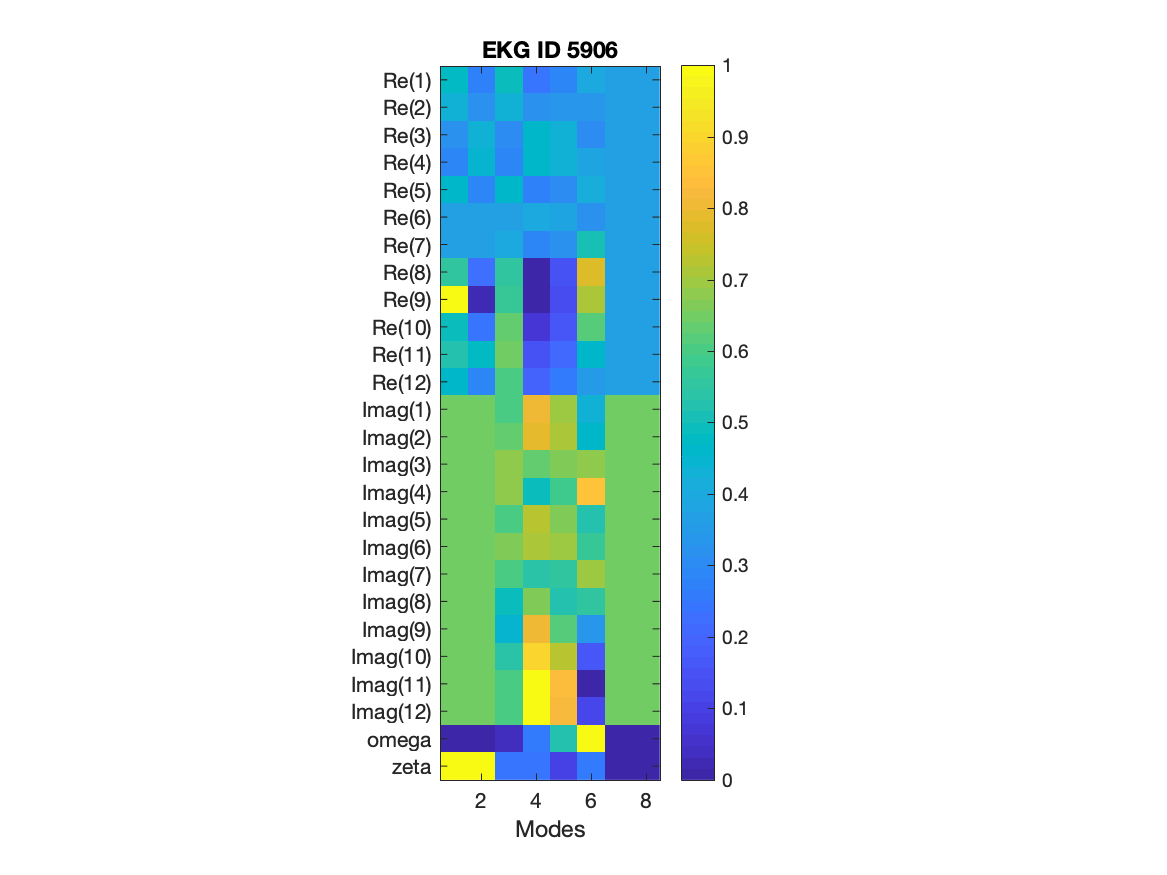 EKG ID 5906
Re(1)
Re(2)
Re(3)
Re(4)
Re(5)
Re(6)
Re(7)
Re(8)
Re(9)
Re(10)
Re(11)
Re(12)
Imag(1)
Imag(2)
Imag(3)
Imag(4)
Imag(5)
Imag(6)
Imag(7)
Imag(8)
Imag(9)
Imag(10)
Imag(11)
Imag(12)
omega
zeta
2 4 6 8
Modes
1
0.9
0.8
0.7
0.6
0.5
0.4
0.3
0.2
0.1
0